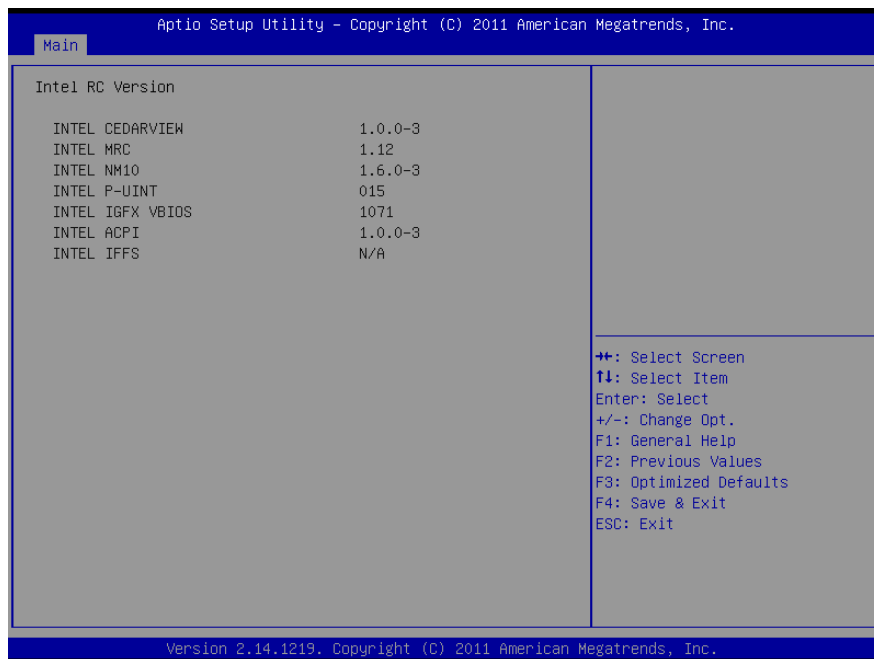 Aptio Setup Utility – Copyright (C) 2011 American Megatrends, Inc.
Main
Intel RC Version
INTEL CEDARVIEW 1.0.0-3
INTEL MRC 1.12
INTEL NM10 1.6.0-3
INTEL P-UINT 015
INTEL IGFX VBIOS 1071
INTEL ACPI 1.0.0-3
INTEL IFFS N/A
→←: Select Screen
↑↓: Select Item
Enter: Select
+/-: Change Opt.
F1: General Help
F2: Previous Values
F3: Optimized Defaults
F4: Save & Exit
ESC: Exit
Version 2.14.1219. Copyright (C) 2011 American Megatrends, Inc.